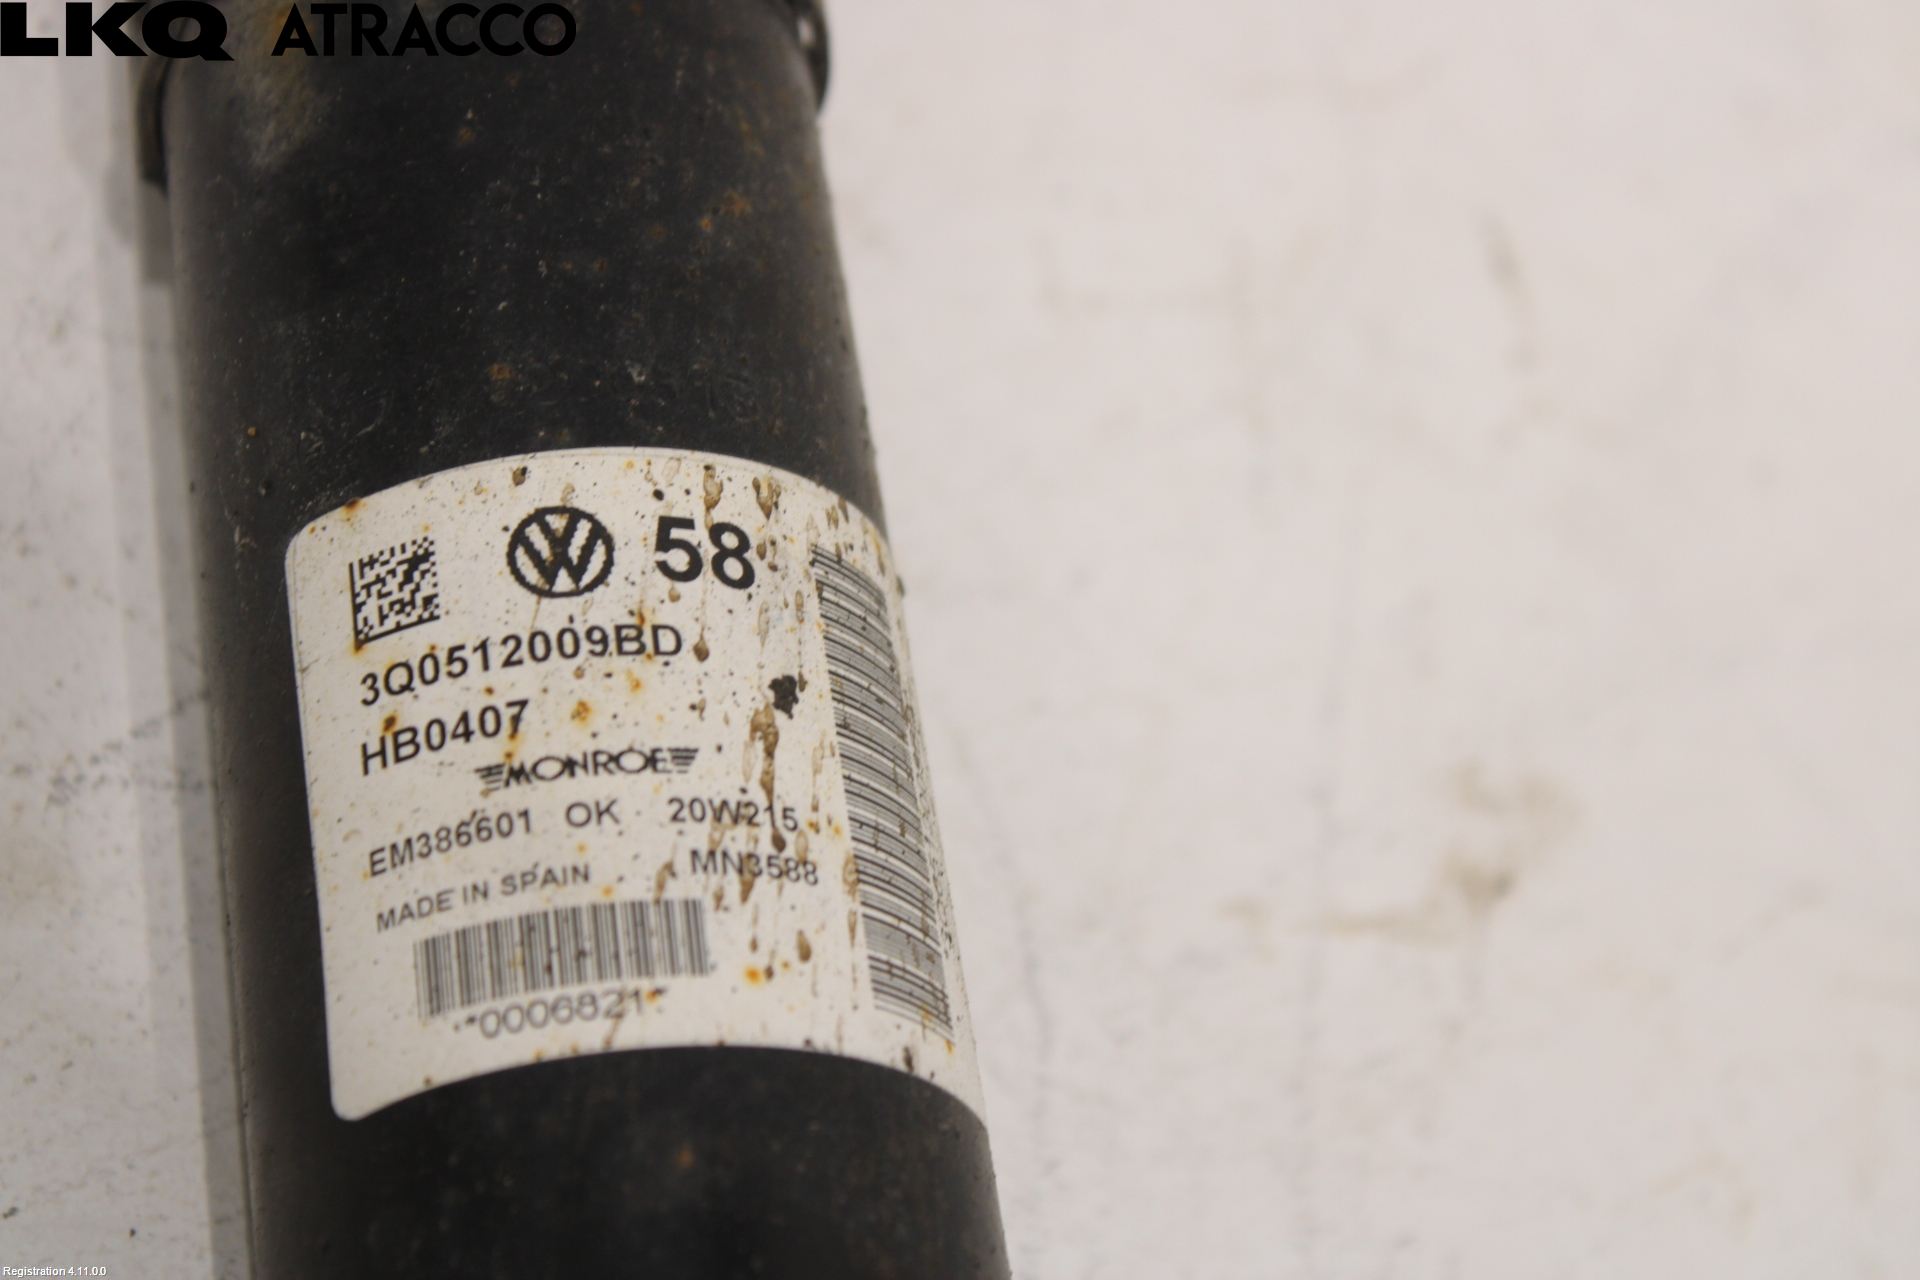 LKQ ATRACCO
58
3Q0512009BD
HB0407
MONROE
EM386601 OK 20W215
MADE IN SPAIN MN3588
*0006821*
Registration 4.11.0.0